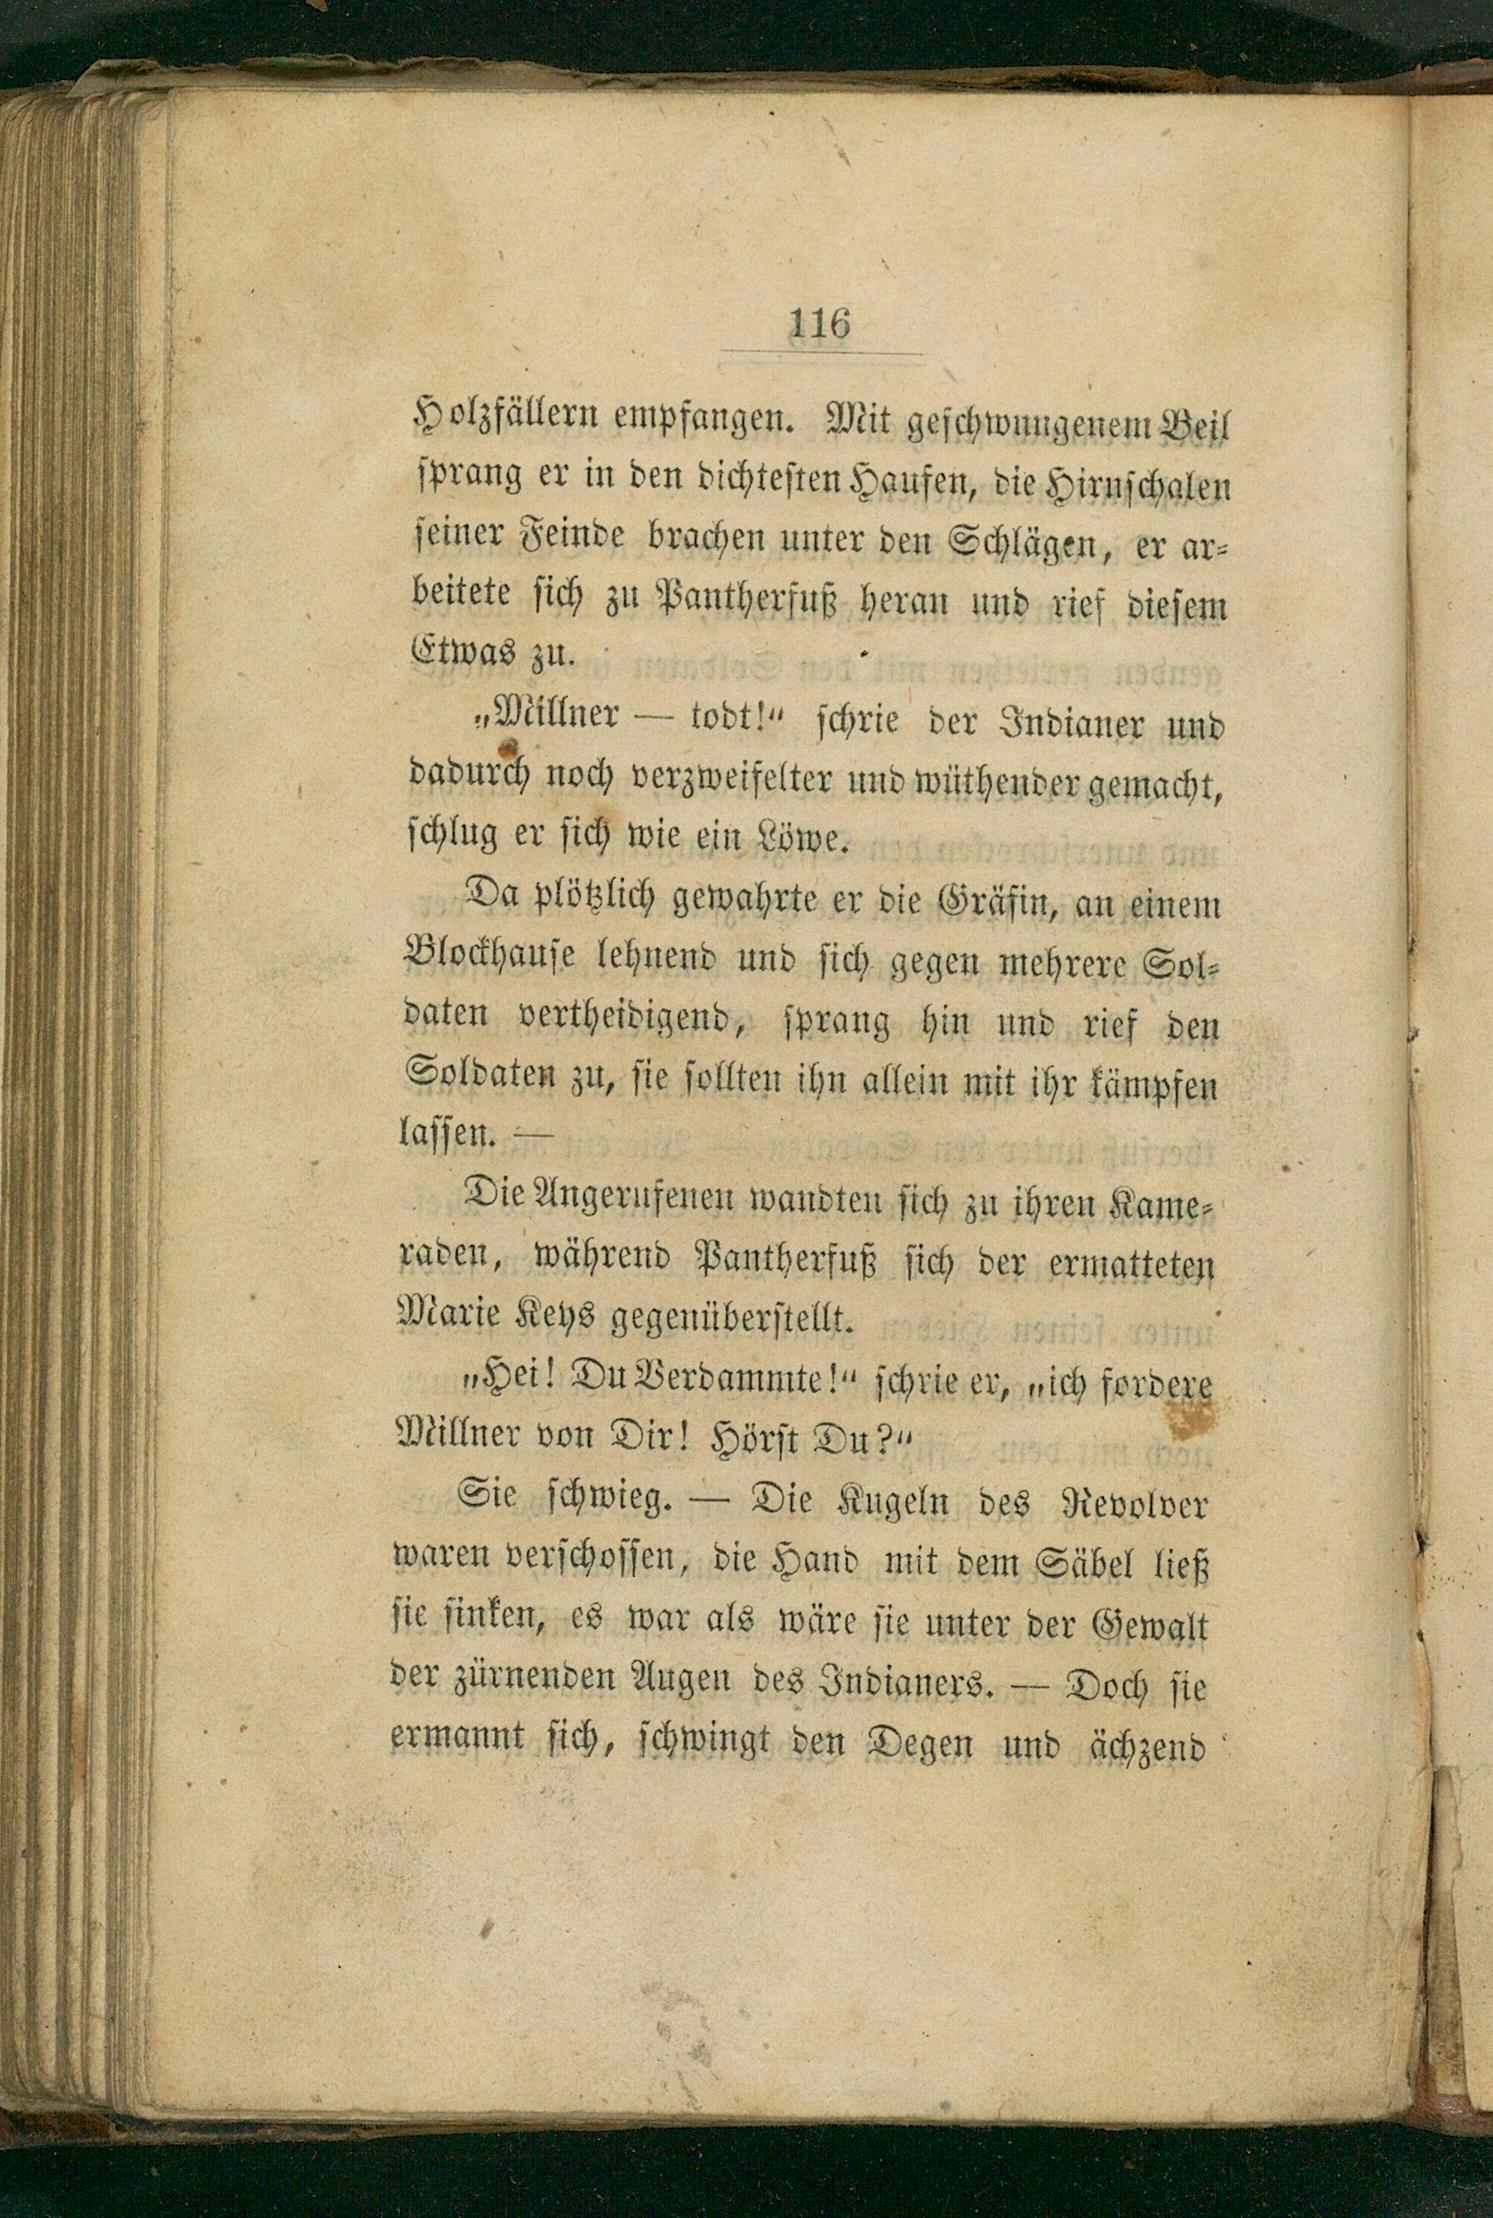 116
Holzfällern empfangen. Mit geschwungenem Beil
sprang er in den dichtesten Haufen, die Hirnschalen
seiner Feinde brachen unter den Schlägen, er ar-
beitete sich zu Pantherfuß heran und rief diesem
Etwas zu.
„Millner — todt!“ schrie der Indianer und
dadurch noch verzweifelter und wüthender gemacht,
schlug er sich wie ein Löwe.
Da plötzlich gewahrte er die Gräfin, an einem
Blockhause lehnend und sich gegen mehrere Sol-
daten vertheidigend, sprang hin und rief den
Soldaten zu, sie sollten ihn allein mit ihr kämpfen
lassen. —
Die Angerufenen wandten sich zu ihren Kame-
raden, während Pantherfuß sich der ermatteten
Marie Keys gegenüberstellt.
„Hei! Du Verdammte!“ schrie er, „ich fordere
Millner von Dir! Hörst Du?“
Sie schwieg. — Die Kugeln des Revolver
waren verschossen, die Hand mit dem Säbel ließ
sie sinken, es war als wäre sie unter der Gewalt
der zürnenden Augen des Indianers. — Doch sie
ermannt sich, schwingt den Degen und ächzend